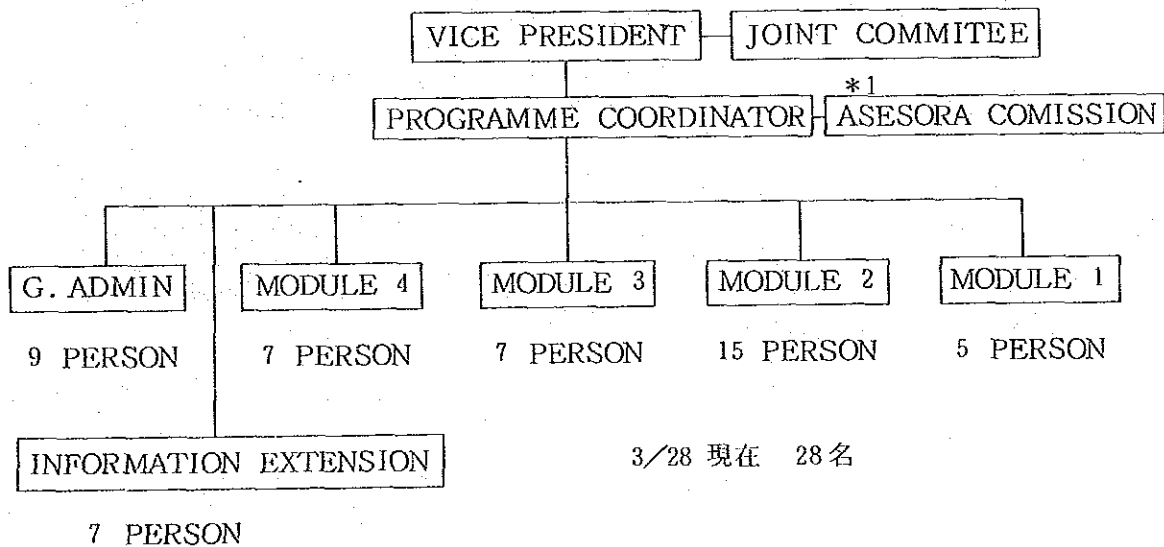 VICE PRESIDENT JOINT COMMITEE
*1
PROGRAMME COORDINATOR ASESORA COMISSION
G. ADMIN MODULE 4 MODULE 3 MODULE 2 MODULE 1
9 PERSON 7 PERSON 7 PERSON 15 PERSON 5 PERSON
INFORMATION EXTENSION 3/28 現在 28名
7 PERSON